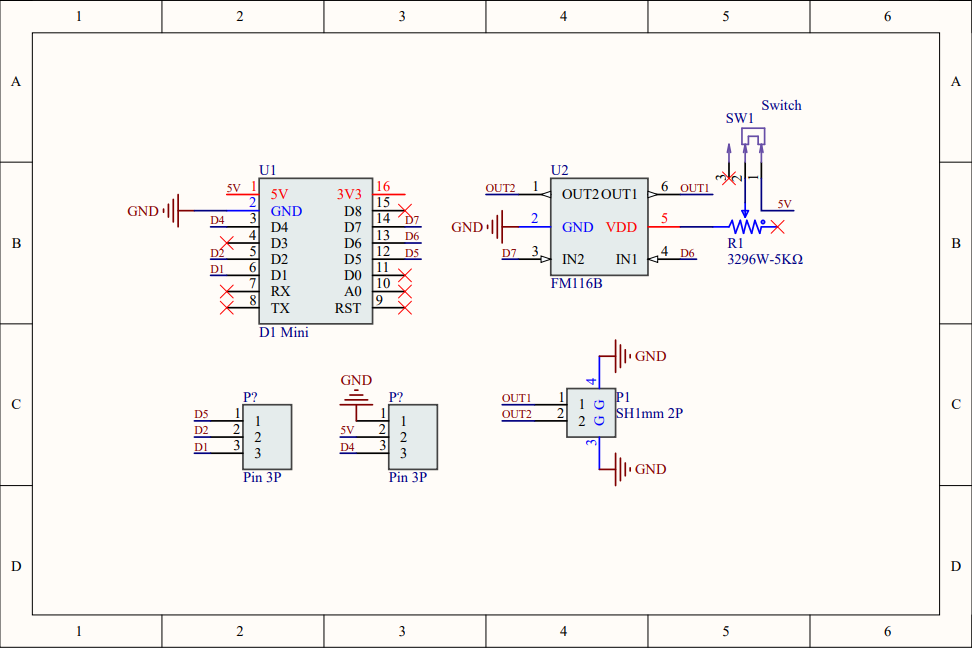 1 2 3 4 5 6
A A
Switch
SW1
3 2 1
5V
U1
5V 1 5V 3V3 16
GND 2 GND D8 15
D4 3 D4 D7 14 D7
4 D3 D6 13 D6
D2 5 D2 D5 12 D5
D1 6 D1 D0 11
7 RX A0 10
8 TX RST 9
D1 Mini
U2
OUT2 1 OUT2 OUT1 6 OUT1
GND 2 GND VDD 5
D7 3 IN2 IN1 4 D6
FM116B
R1
3296W-5KΩ
B B
C C
P?
D5 1 1
D2 2 2
D1 3 3
Pin 3P
GND
P?
1 1
5V 2 2
D4 3 3
Pin 3P
GND
4
P1
OUT1 1 1 G
OUT2 2 2 G
SH1mm 2P
3
GND
D D
1 2 3 4 5 6